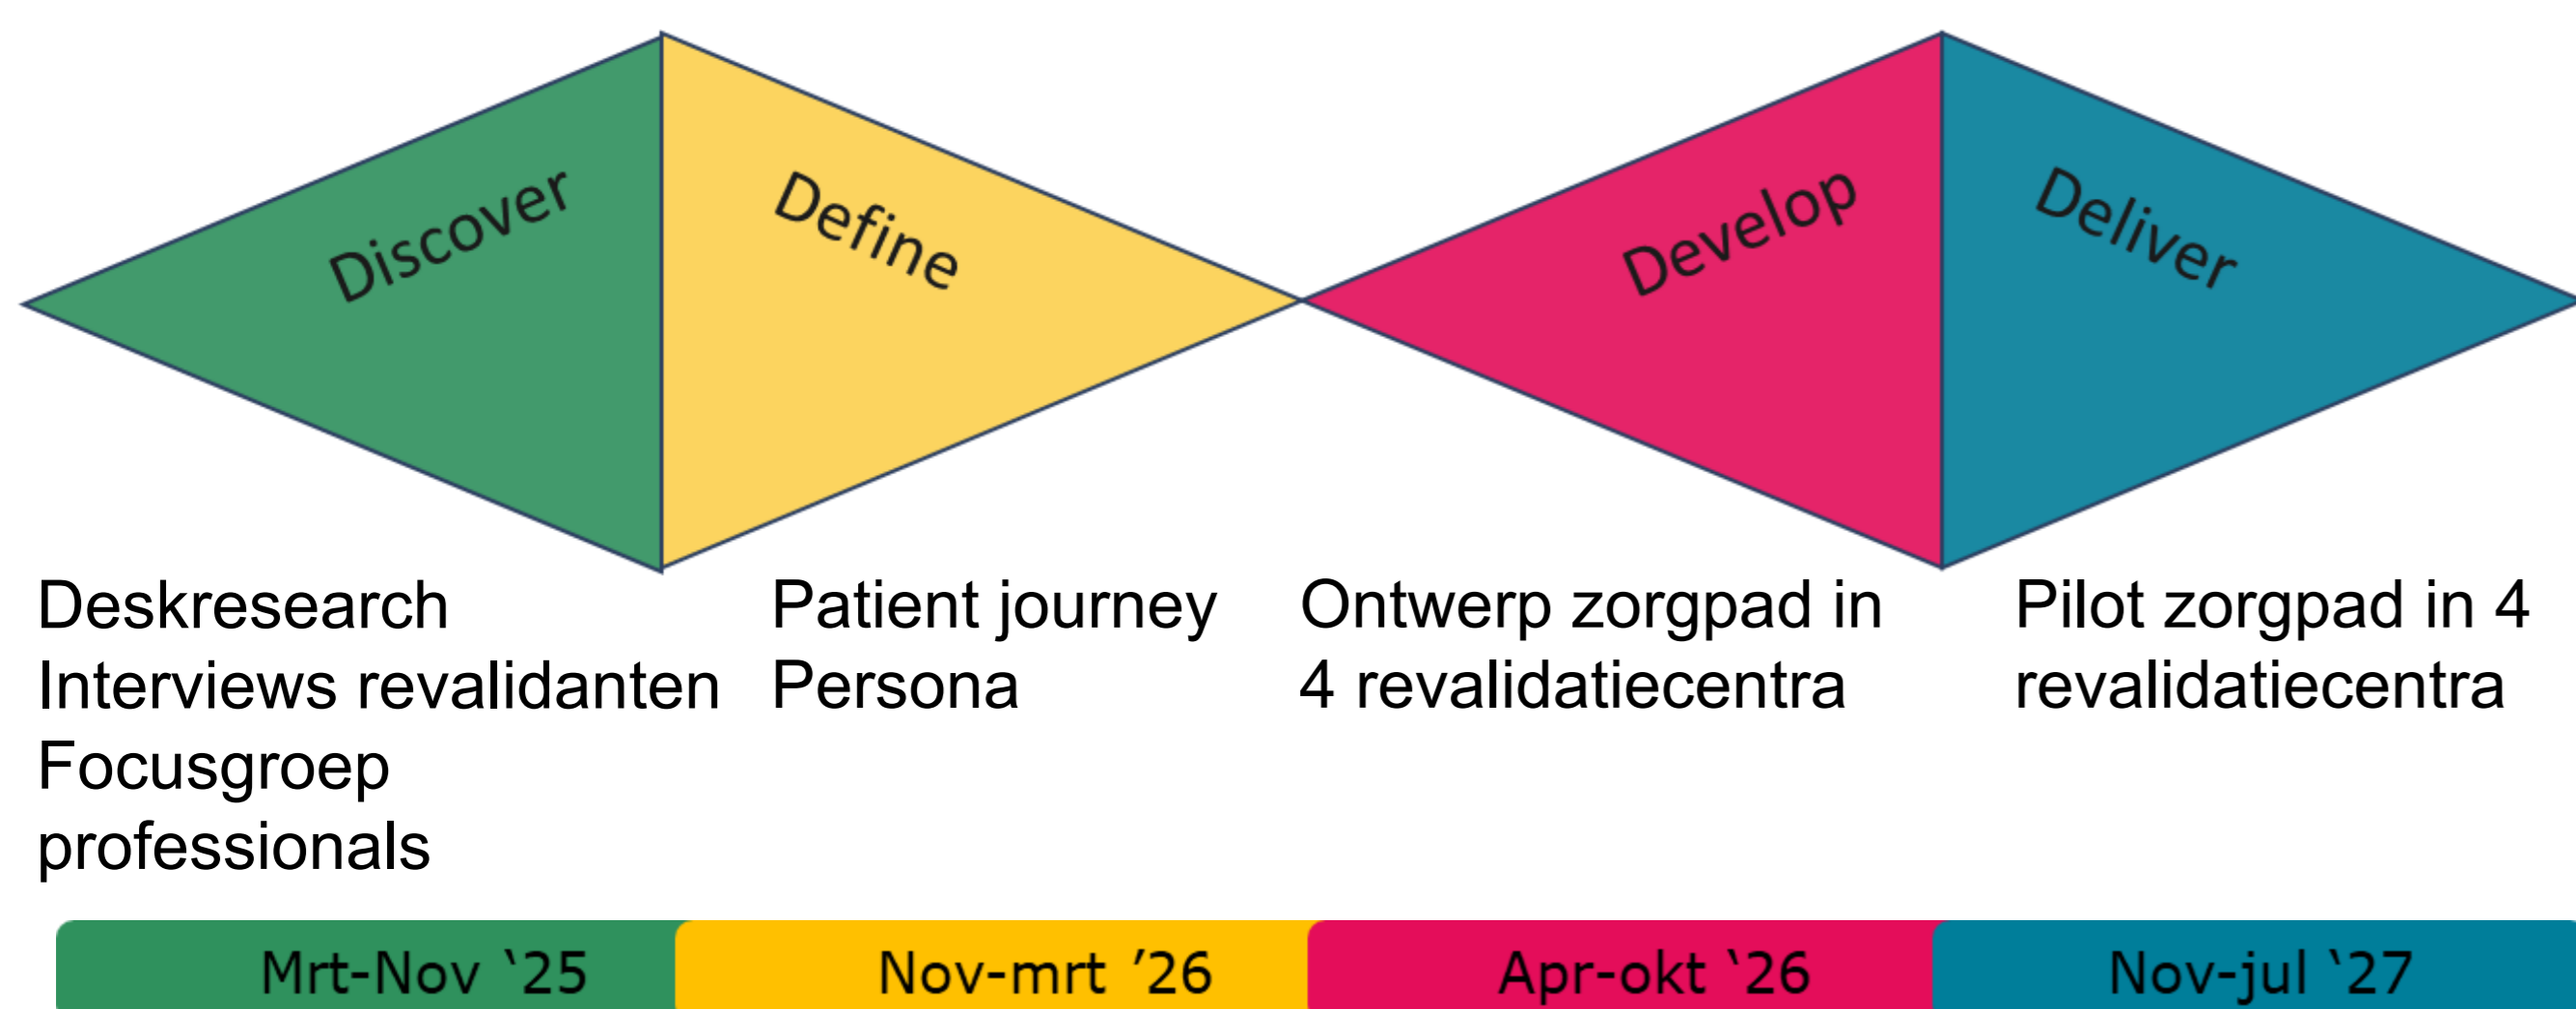 Discover
Define
Develop
Deliver
Deskresearch
Interviews revalidanten
Focusgroep
professionals
Patient journey
Persona
Ontwerp zorgpad in
4 revalidatiecentra
Pilot zorgpad in 4
revalidatiecentra
Mrt-Nov ‘25
Nov-mrt ’26
Apr-okt ‘26
Nov-jul ‘27